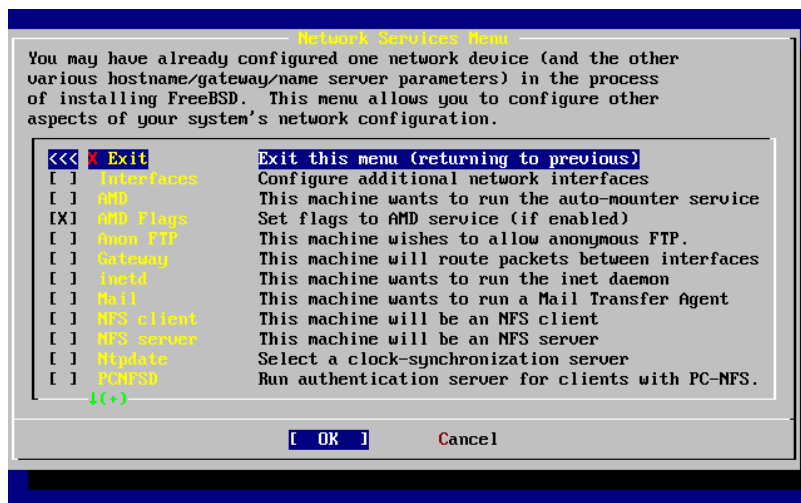 Network Services Menu
You may have already configured one network device (and the other
various hostname/gateway/name server parameters) in the process
of installing FreeBSD.  This menu allows you to configure other
aspects of your system's network configuration.
<<< X Exit Exit this menu (returning to previous)
[ ] Interfaces Configure additional network interfaces
[ ] AMD This machine wants to run the auto-mounter service
[X] AMD Flags Set flags to AMD service (if enabled)
[ ] Anon FTP This machine wishes to allow anonymous FTP.
[ ] Gateway This machine will route packets between interfaces
[ ] inetd This machine wants to run the inet daemon
[ ] Mail This machine wants to run a Mail Transfer Agent
[ ] NFS client This machine will be an NFS client
[ ] NFS server This machine will be an NFS server
[ ] Ntpdate Select a clock-synchronization server
[ ] PCNFSD Run authentication server for clients with PC-NFS.
↓(+)
[ OK ] Cancel